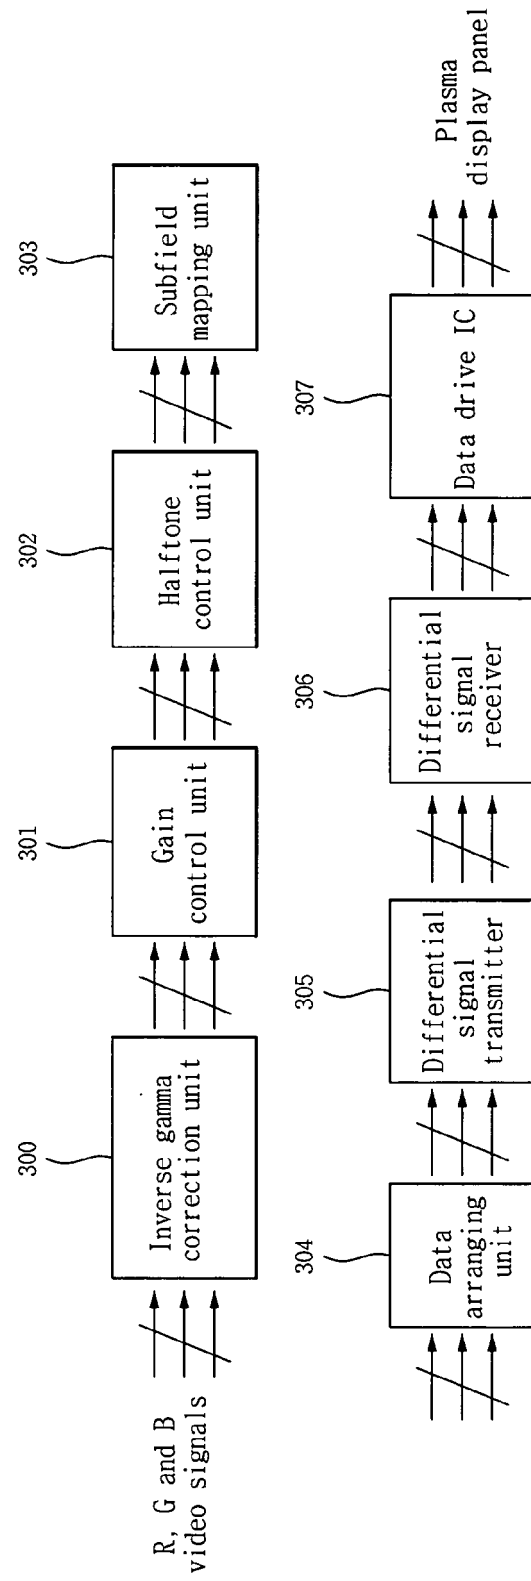 R, G and B
video signals
300
Inverse gamma
correction unit
301
Gain
control unit
302
Halftone
control unit
303
Subfield
mapping unit
304
Data
arranging
unit
305
Differential
signal
transmitter
306
Differential
signal
receiver
307
Data drive IC
Plasma
display panel